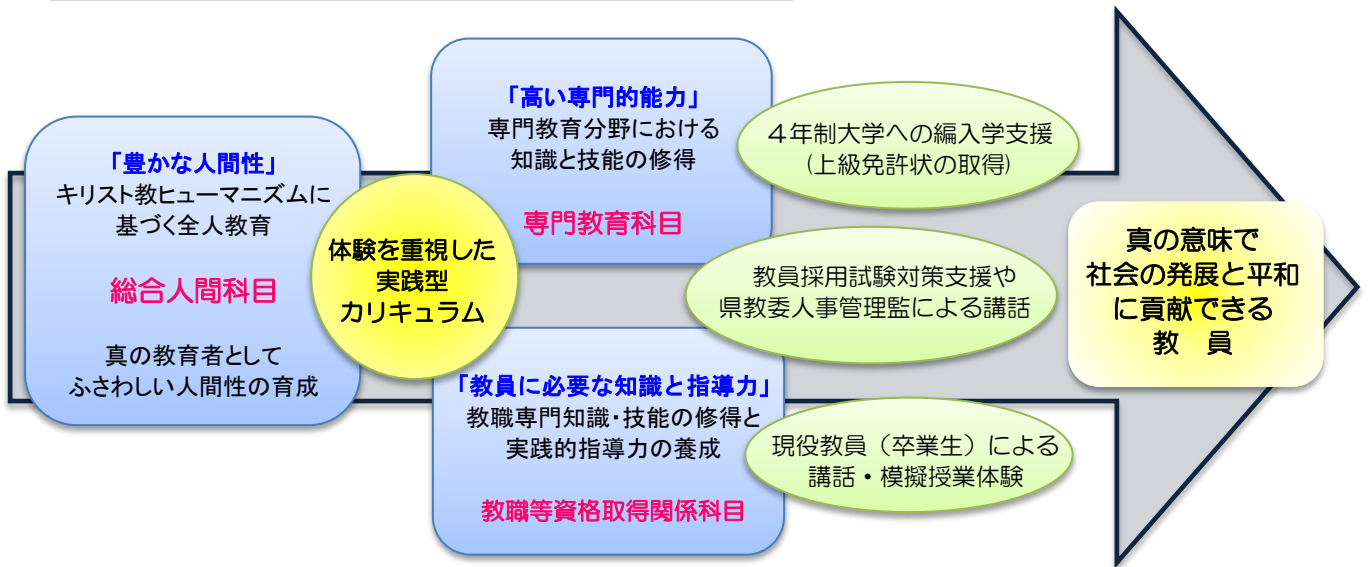 「豊かな人間性」
キリスト教ヒューマニズムに
基づく全人教育
総合人間科目
真の教育者として
ふさわしい人間性の育成
体験を重視した
実践型
カリキュラム
「高い専門的能力」
専門教育分野における
知識と技能の修得
専門教育科目
「教員に必要な知識と指導力」
教職専門知識・技能の修得と
実践的指導力の養成
教職等資格取得関係科目
4年制大学への編入学支援
(上級免許状の取得)
教員採用試験対策支援や
県教委人事管理監による講話
現役教員（卒業生）による
講話・模擬授業体験
真の意味で
社会の発展と平和
に貢献できる
教　員